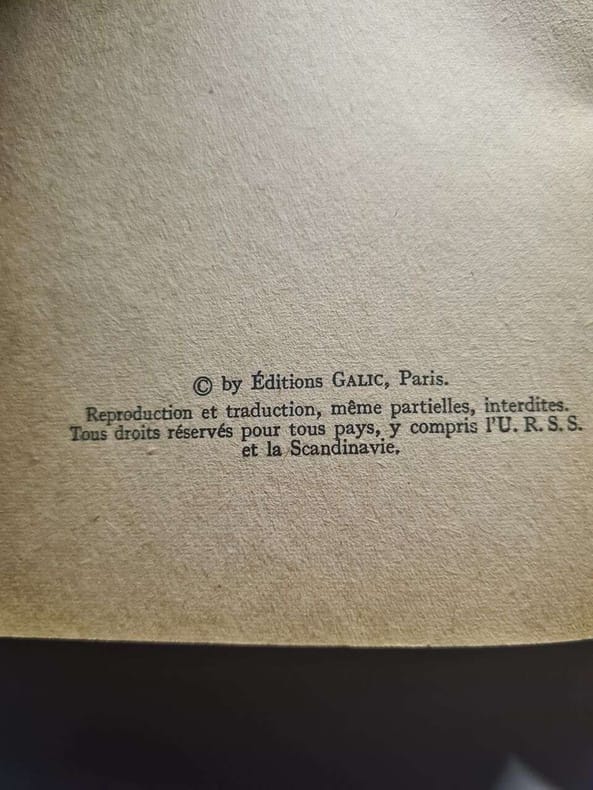 © by Éditions GALIC, Paris.
Reproduction et traduction, même partielles, interdites.
Tous droits réservés pour tous pays, y compris l'U. R. S. S.
et la Scandinavie.